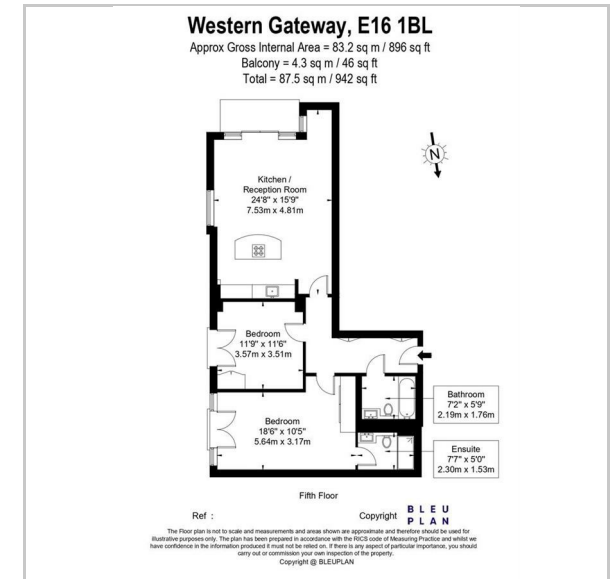 Western Gateway, E16 1BL
Approx Gross Internal Area = 83.2 sq m / 896 sq ft
Balcony = 4.3 sq m / 46 sq ft
Total = 87.5 sq m / 942 sq ft
N
Kitchen /
Reception Room
24'8" x 15'9"
7.53m x 4.81m
Bedroom
11'9" x 11'6"
3.57m x 3.51m
Bathroom
7'2" x 5'9"
2.19m x 1.76m
Bedroom
18'6" x 10'5"
5.64m x 3.17m
Ensuite
7'7" x 5'0"
2.30m x 1.53m
Fifth Floor
Ref :
Copyright
BLEU
PLAN
The Floor plan is not to scale and measurements and areas shown are approximate and therefore should be used for
illustrative purposes only. The plan has been prepared in accordance with the RICS code of Measuring Practice and whilst we
have confidence in the information produced it must not be relied on. If there is any aspect of particular importance, you should
carry out or commission your own inspection of the property.
Copyright @ BLEUPLAN